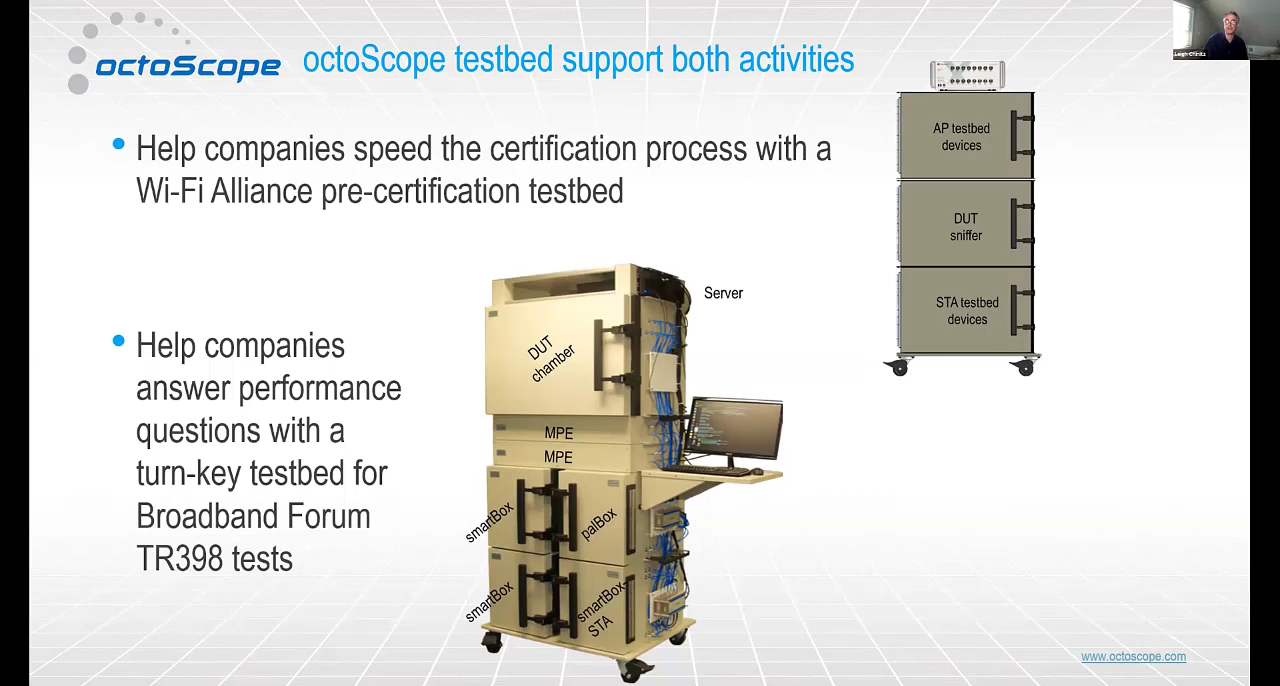 octoScope
octoScope testbed support both activities
Leigh Chinitz
AP testbed
devices
• Help companies speed the certification process with a
Wi-Fi Alliance pre-certification testbed
DUT
sniffer
STA testbed
devices
Server
DUT
chamber
• Help companies
answer performance
questions with a
turn-key testbed for
Broadband Forum
TR398 tests
MPE
MPE
smartBox
palBox
smartBox
smartBox-
STA
www.octoscope.com